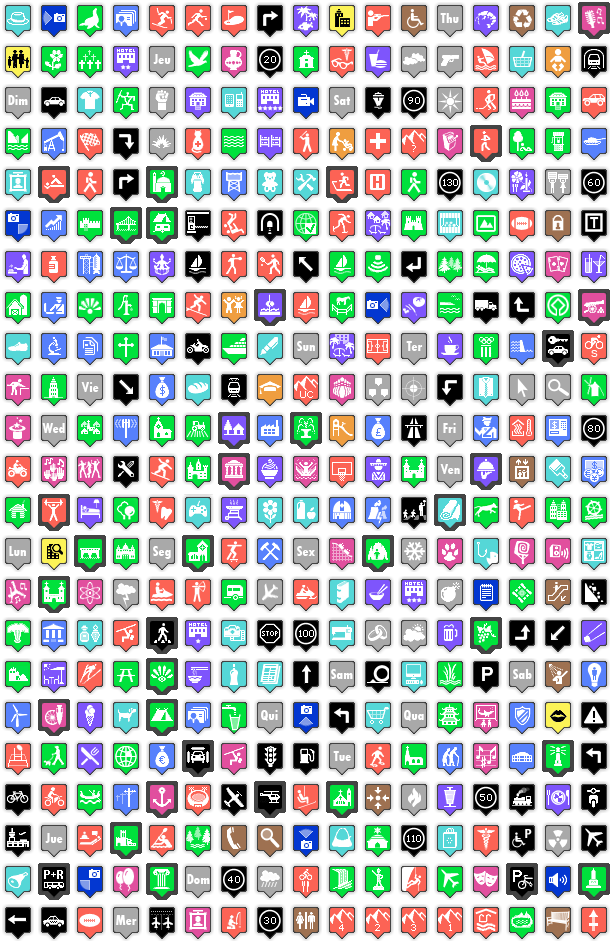 Thu
HOTEL
Jeu
20
Dim
HOTEL
Sat
90
?
H
130
60
T
Sun
Ter
S
Vie
$
UC
Wed
£
Fri
80
Ven
Lun
Seg
Sex
HOTEL
HOTEL
STOP
100
Sam
P
Sab
Qui
Qua
€
Tue
50
Jue
110
P
P+R
Dom
40
P
Mer
30
4
2
3
1